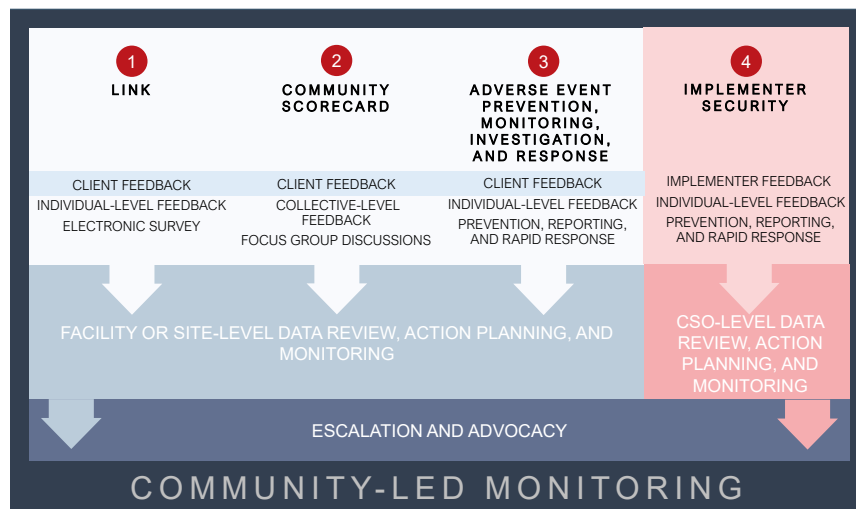 1
LINK
2
COMMUNITY
SCORECARD
3
ADVERSE EVENT
PREVENTION,
MONITORING,
INVESTIGATION,
AND RESPONSE
4
IMPLEMENTER
SECURITY
CLIENT FEEDBACK
INDIVIDUAL-LEVEL FEEDBACK
ELECTRONIC SURVEY
CLIENT FEEDBACK
COLLECTIVE-LEVEL
FEEDBACK
FOCUS GROUP DISCUSSIONS
CLIENT FEEDBACK
INDIVIDUAL-LEVEL FEEDBACK
PREVENTION, REPORTING,
AND RAPID RESPONSE
IMPLEMENTER FEEDBACK
INDIVIDUAL-LEVEL FEEDBACK
PREVENTION, REPORTING,
AND RAPID RESPONSE
FACILITY OR SITE-LEVEL DATA REVIEW, ACTION PLANNING, AND
MONITORING
CSO-LEVEL DATA
REVIEW, ACTION
PLANNING, AND
MONITORING
ESCALATION AND ADVOCACY
COMMUNITY-LED MONITORING